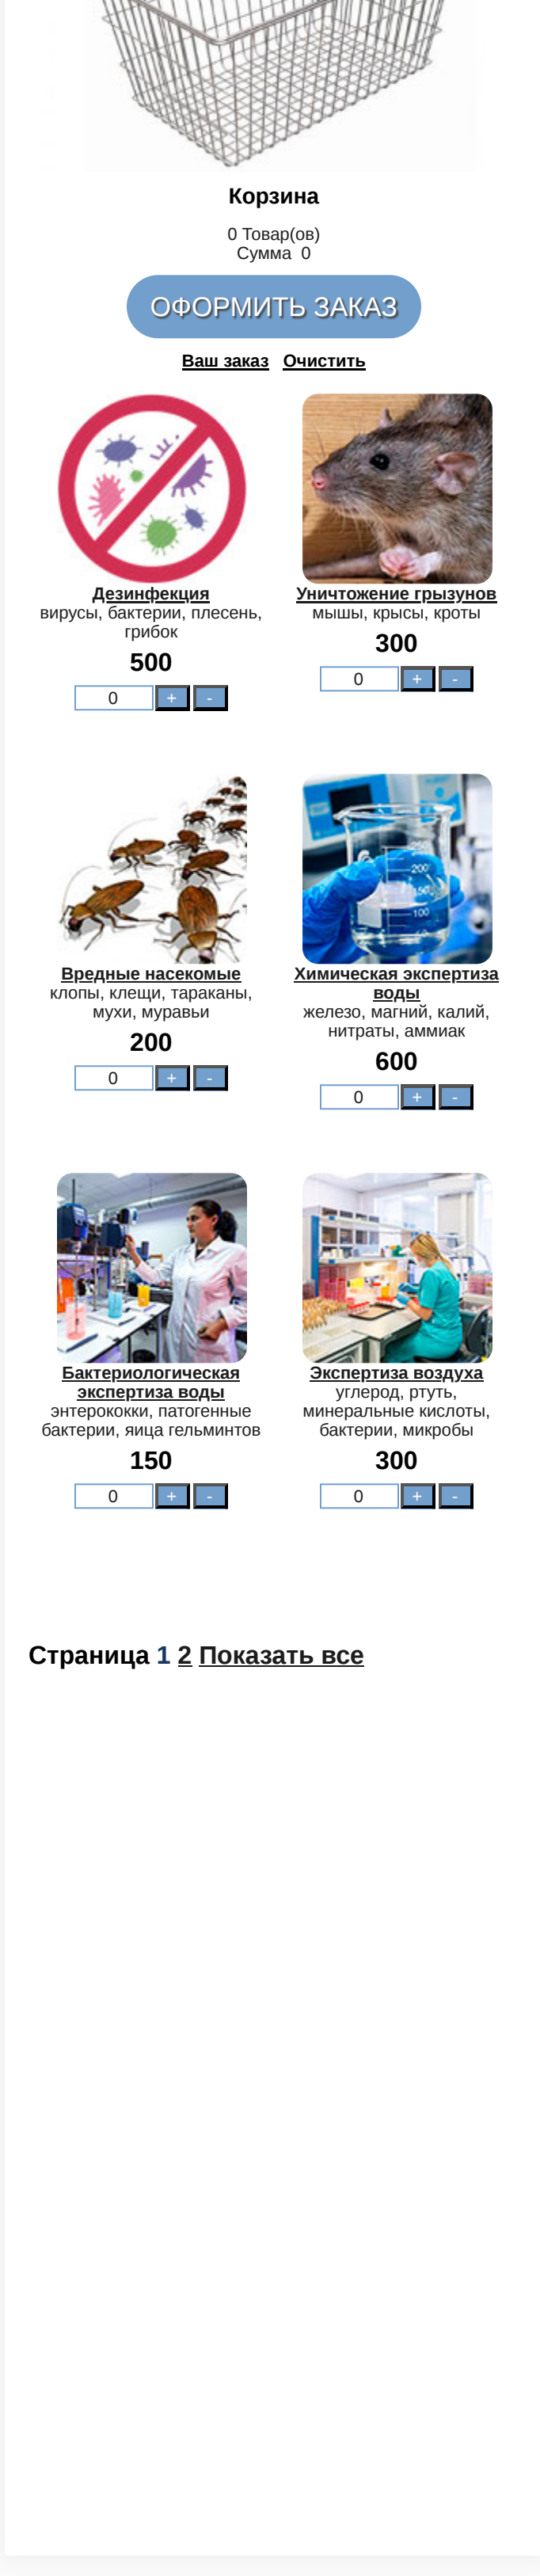 Корзина
0 Товар(ов)
Сумма 0
ОФОРМИТЬ ЗАКАЗ
Ваш заказ Очистить
Дезинфекция
вирусы, бактерии, плесень,
грибок
500
0 + -
Уничтожение грызунов
мышы, крысы, кроты
300
0 + -
Вредные насекомые
клопы, клещи, тараканы,
мухи, муравьи
200
0 + -
Химическая экспертиза
воды
железо, магний, калий,
нитраты, аммиак
600
0 + -
Бактериологическая
экспертиза воды
энтерококки, патогенные
бактерии, яица гельминтов
150
0 + -
Экспертиза воздуха
углерод, ртуть,
минеральные кислоты,
бактерии, микробы
300
0 + -
Страница 1 2 Показать все